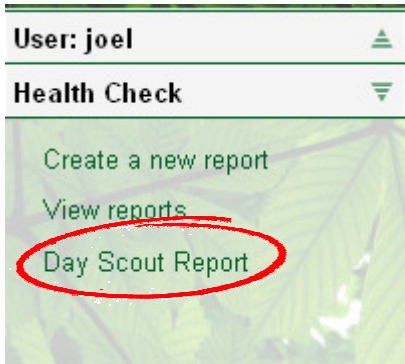 User: joel
Health Check
Create a new report
View reports
Day Scout Report